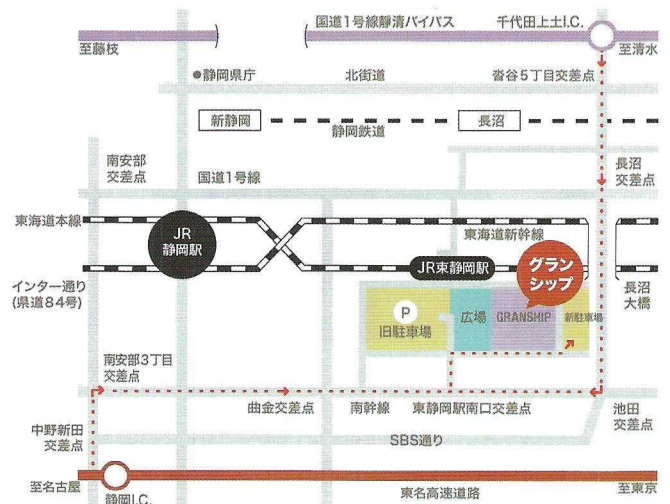 国道1号線靜清バイパス
千代田上土I.C.
至藤枝
至清水
●静岡県庁
北街道
沓谷5丁目交差点
新静岡
静岡鉄道
長沼
南安部
交差点
国道1号線
長沼
交差点
東海道本線
JR
静岡駅
東海道新幹線
JR東静岡駅
グラン
シップ
インター通り
(県道84号)
長沼
大橋
P
旧駐車場
広場
GRANSHIP
新駐車場
南安部3丁目
交差点
曲金交差点
南幹線
東静岡駅南口交差点
池田
交差点
中野新田
交差点
SBS通り
至名古屋
静岡I.C.
東名高速道路
至東京